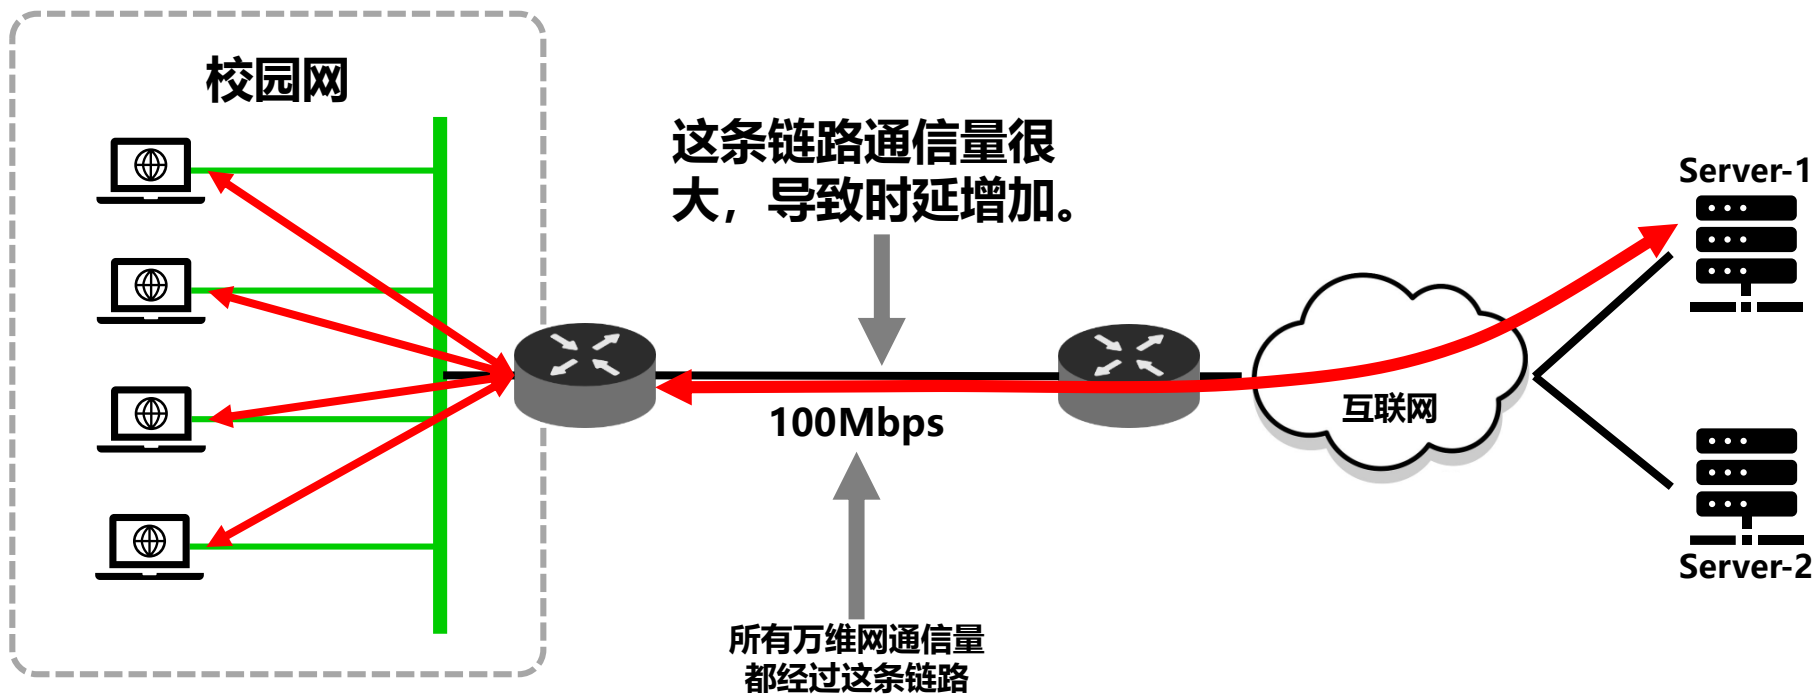 校园网
这条链路通信量很
大，导致时延增加。
Server-1
互联网
100Mbps
Server-2
所有万维网通信量
都经过这条链路